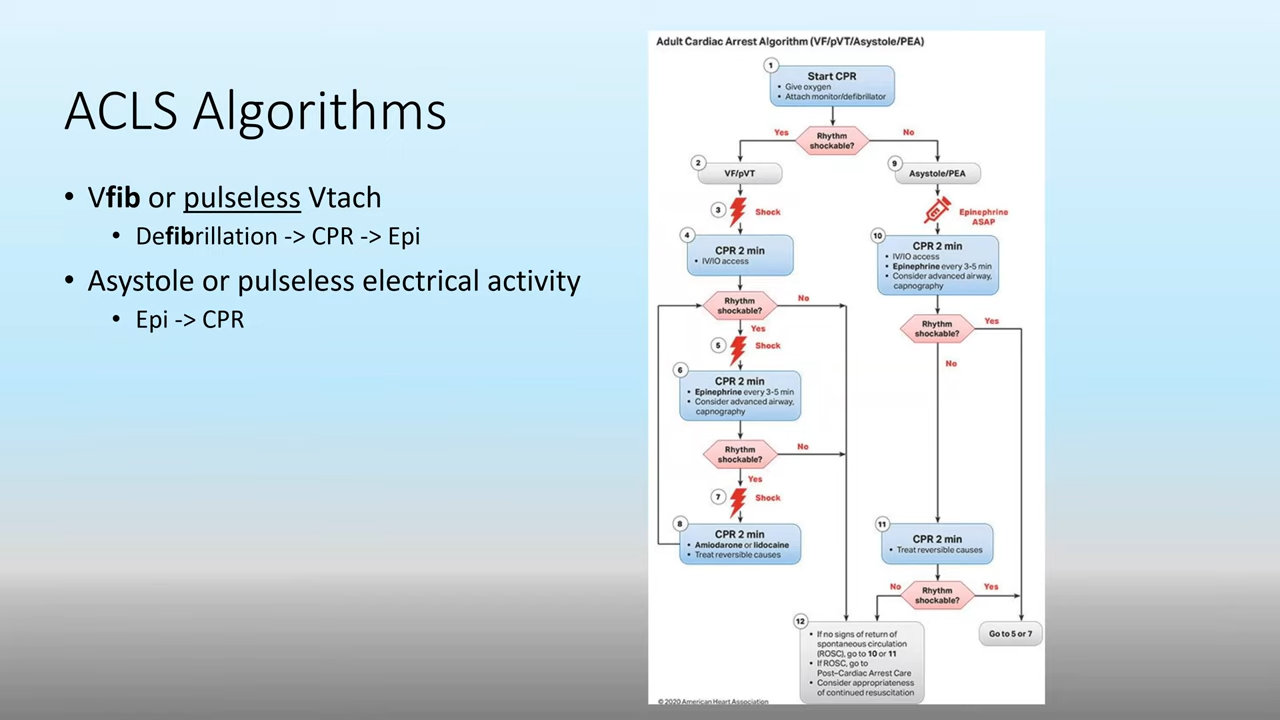 ACLS Algorithms
• Vfib or pulseless Vtach
• Defibrillation -> CPR -> Epi
• Asystole or pulseless electrical activity
• Epi -> CPR
Adult Cardiac Arrest Algorithm (VF/pVT/Asystole/PEA)
1
Start CPR
• Give oxygen
• Attach monitor/defibrillator
Rhythm
shockable?
Yes
No
2
VF/pVT
3
Shock
4
CPR 2 min
• IV/IO access
Rhythm
shockable?
No
Yes
5
Shock
6
CPR 2 min
• Epinephrine every 3-5 min
• Consider advanced airway,
capnography
Rhythm
shockable?
No
Yes
7
Shock
8
CPR 2 min
• Amiodarone or lidocaine
• Treat reversible causes
9
Asystole/PEA
Epinephrine
ASAP
10
CPR 2 min
• IV/IO access
• Epinephrine every 3-5 min
• Consider advanced airway,
capnography
Rhythm
shockable?
Yes
No
11
CPR 2 min
• Treat reversible causes
Rhythm
shockable?
No
Yes
12
• If no signs of return of
spontaneous circulation
(ROSC), go to 10 or 11
• If ROSC, go to
Post–Cardiac Arrest Care
• Consider appropriateness
of continued resuscitation
Go to 5 or 7
© 2020 American Heart Association